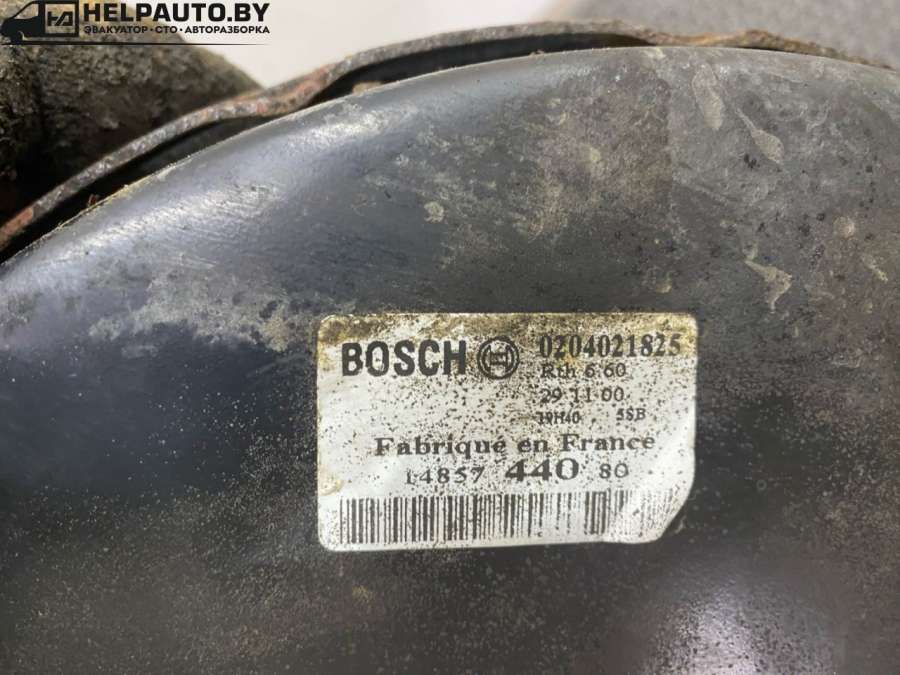 HELPAUTO.BY
ЭВАКУАТОР·СТО·АВТОРАЗБОРКА
BOSCH 0204021825
Rth 6 60
29 11 00
19H40 5SB
Fabriqué en France
14857 440 80